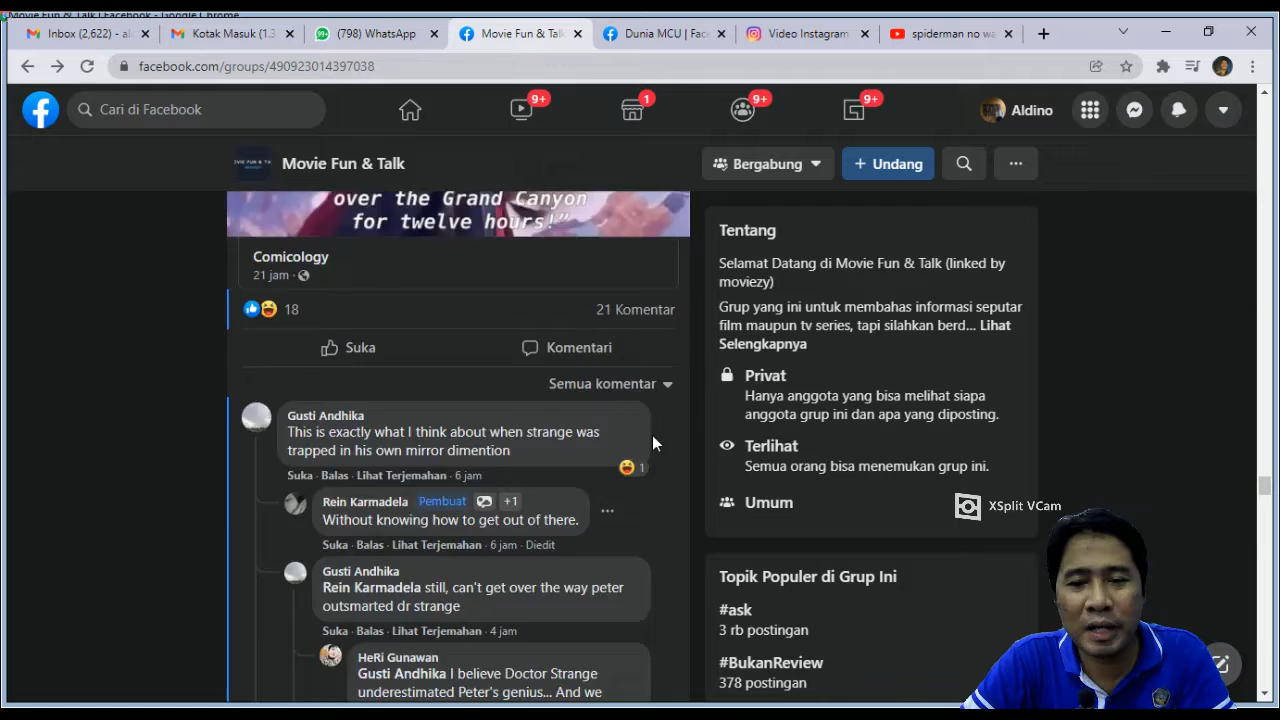 Movie Fun & Talk | Facebook - Google Chrome
Inbox (2,622) - al
Kotak Masuk (1.3
(798) WhatsApp
Movie Fun & Talk
Dunia MCU | Fac
Video Instagram
spiderman no wa
facebook.com/groups/490923014397038
Cari di Facebook
9+
1
9+
9+
Aldino
Movie Fun & Talk
Bergabung
+ Undang
over the Grand Canyon
for twelve hours!"
Comicology
21 jam
18
21 Komentar
Suka
Komentari
Semua komentar
Gusti Andhika
This is exactly what I think about when strange was
trapped in his own mirror dimention
1
Suka · Balas · Lihat Terjemahan · 6 jam
Rein Karmadela Pembuat +1
Without knowing how to get out of there.
Suka · Balas · Lihat Terjemahan · 6 jam · Diedit
Gusti Andhika
Rein Karmadela still, can't get over the way peter
outsmarted dr strange
Suka · Balas · Lihat Terjemahan · 4 jam
HeRi Gunawan
Gusti Andhika I believe Doctor Strange
underestimated Peter's genius... And we
Tentang
Selamat Datang di Movie Fun & Talk (linked by
moviezy)
Grup yang ini untuk membahas informasi seputar
film maupun tv series, tapi silahkan berd... Lihat
Selengkapnya
Privat
Hanya anggota yang bisa melihat siapa
anggota grup ini dan apa yang diposting.
Terlihat
Semua orang bisa menemukan grup ini.
Umum
XSplit VCam
Topik Populer di Grup Ini
#ask
3 rb postingan
#BukanReview
378 postingan